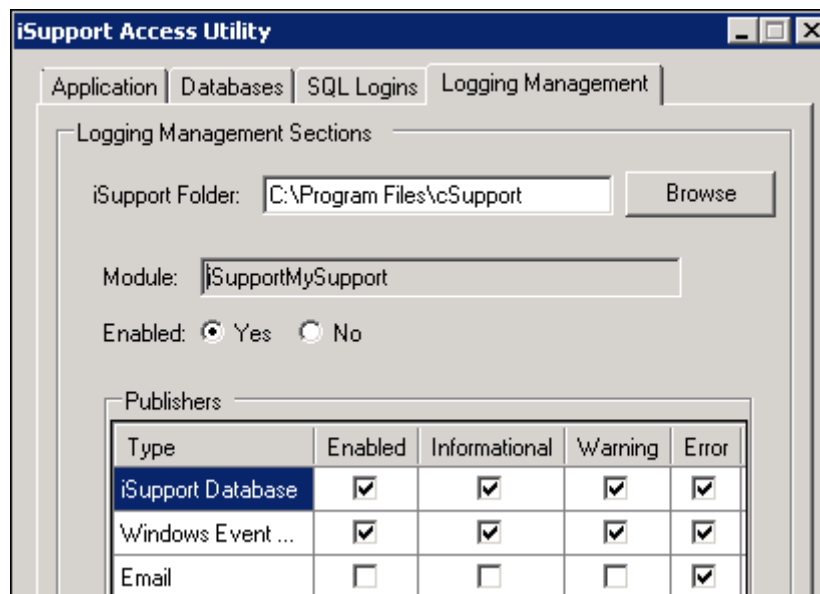 iSupport Access Utility
Application Databases SQL Logins Logging Management
Logging Management Sections
iSupport Folder: C:\Program Files\cSupport Browse
Module: iSupportMySupport
Enabled: Yes No
Publishers
Type Enabled Informational Warning Error
iSupport Database
Windows Event ...
Email